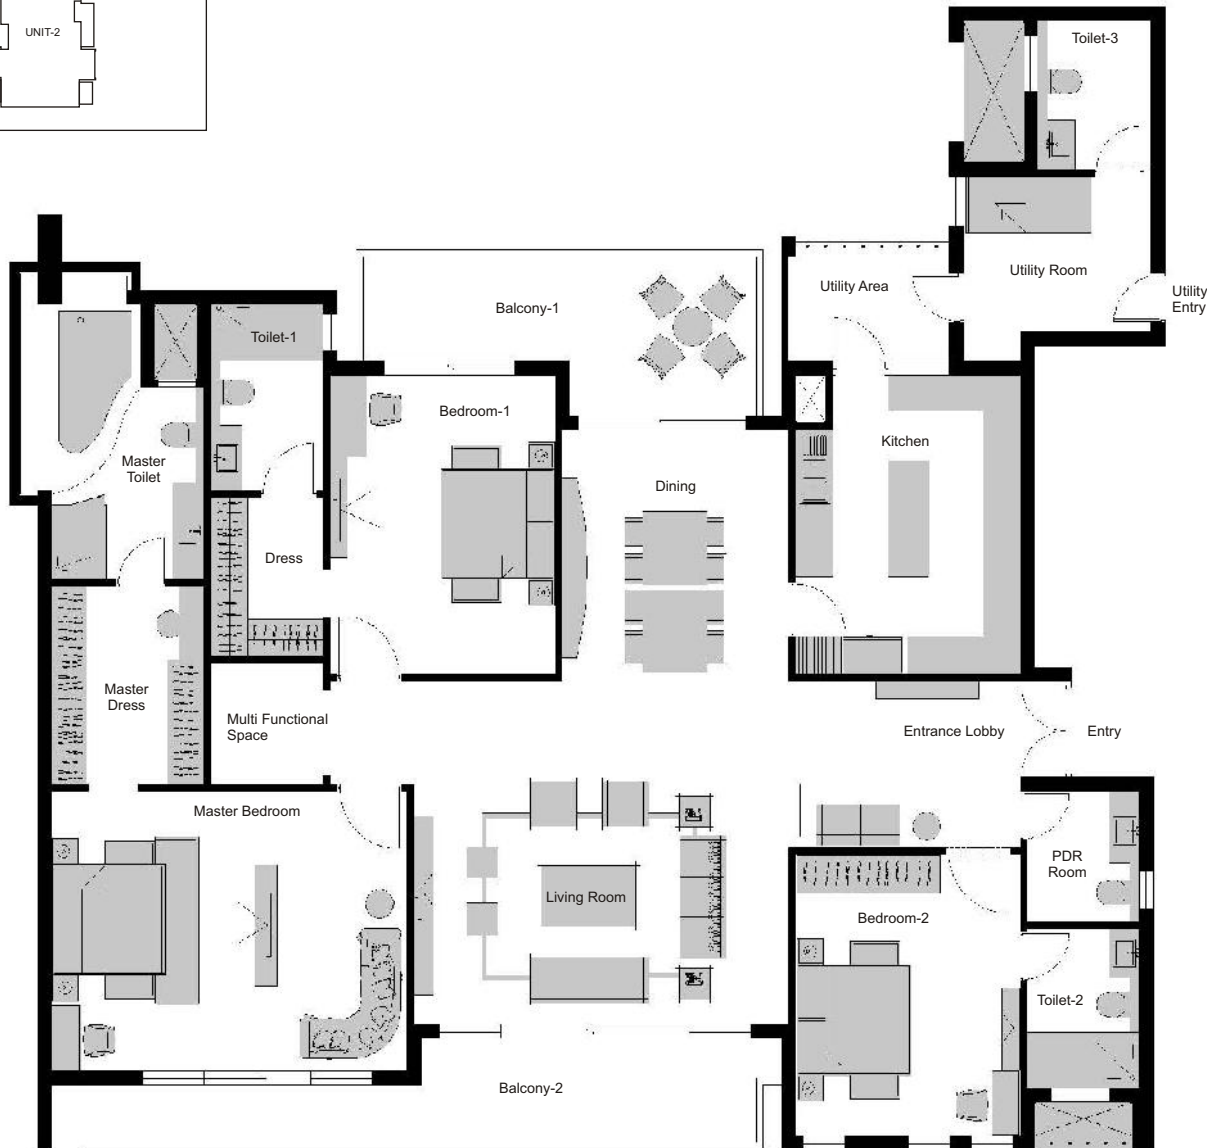 UNIT-2
Toilet-3
Utility Room
Utility Area
Utility
Entry
Balcony-1
Toilet-1
Bedroom-1
Kitchen
Master
Toilet
Dining
Dress
Master
Dress
Multi Functional
Space
Entrance Lobby
Entry
Master Bedroom
PDR
Room
Living Room
Bedroom-2
Toilet-2
Balcony-2